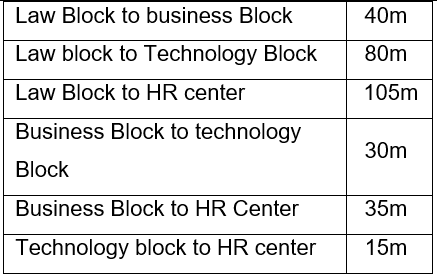 Law Block to business Block 40m
Law block to Technology Block 80m
Law Block to HR center 105m
Business Block to technology
Block 30m
Business Block to HR Center 35m
Technology block to HR center 15m